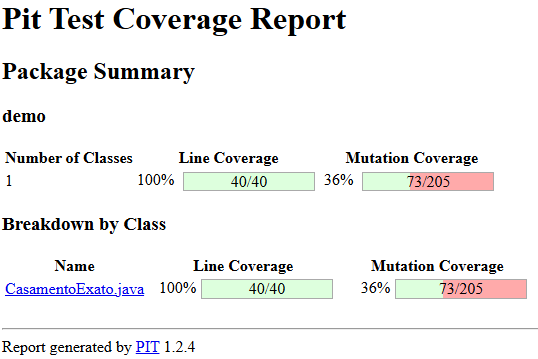 Pit Test Coverage Report
Package Summary
demo
Number of Classes Line Coverage Mutation Coverage
1 100% 40/40 36% 73/205
Breakdown by Class
Name Line Coverage Mutation Coverage
CasamentoExato.java 100% 40/40 36% 73/205
Report generated by PIT 1.2.4